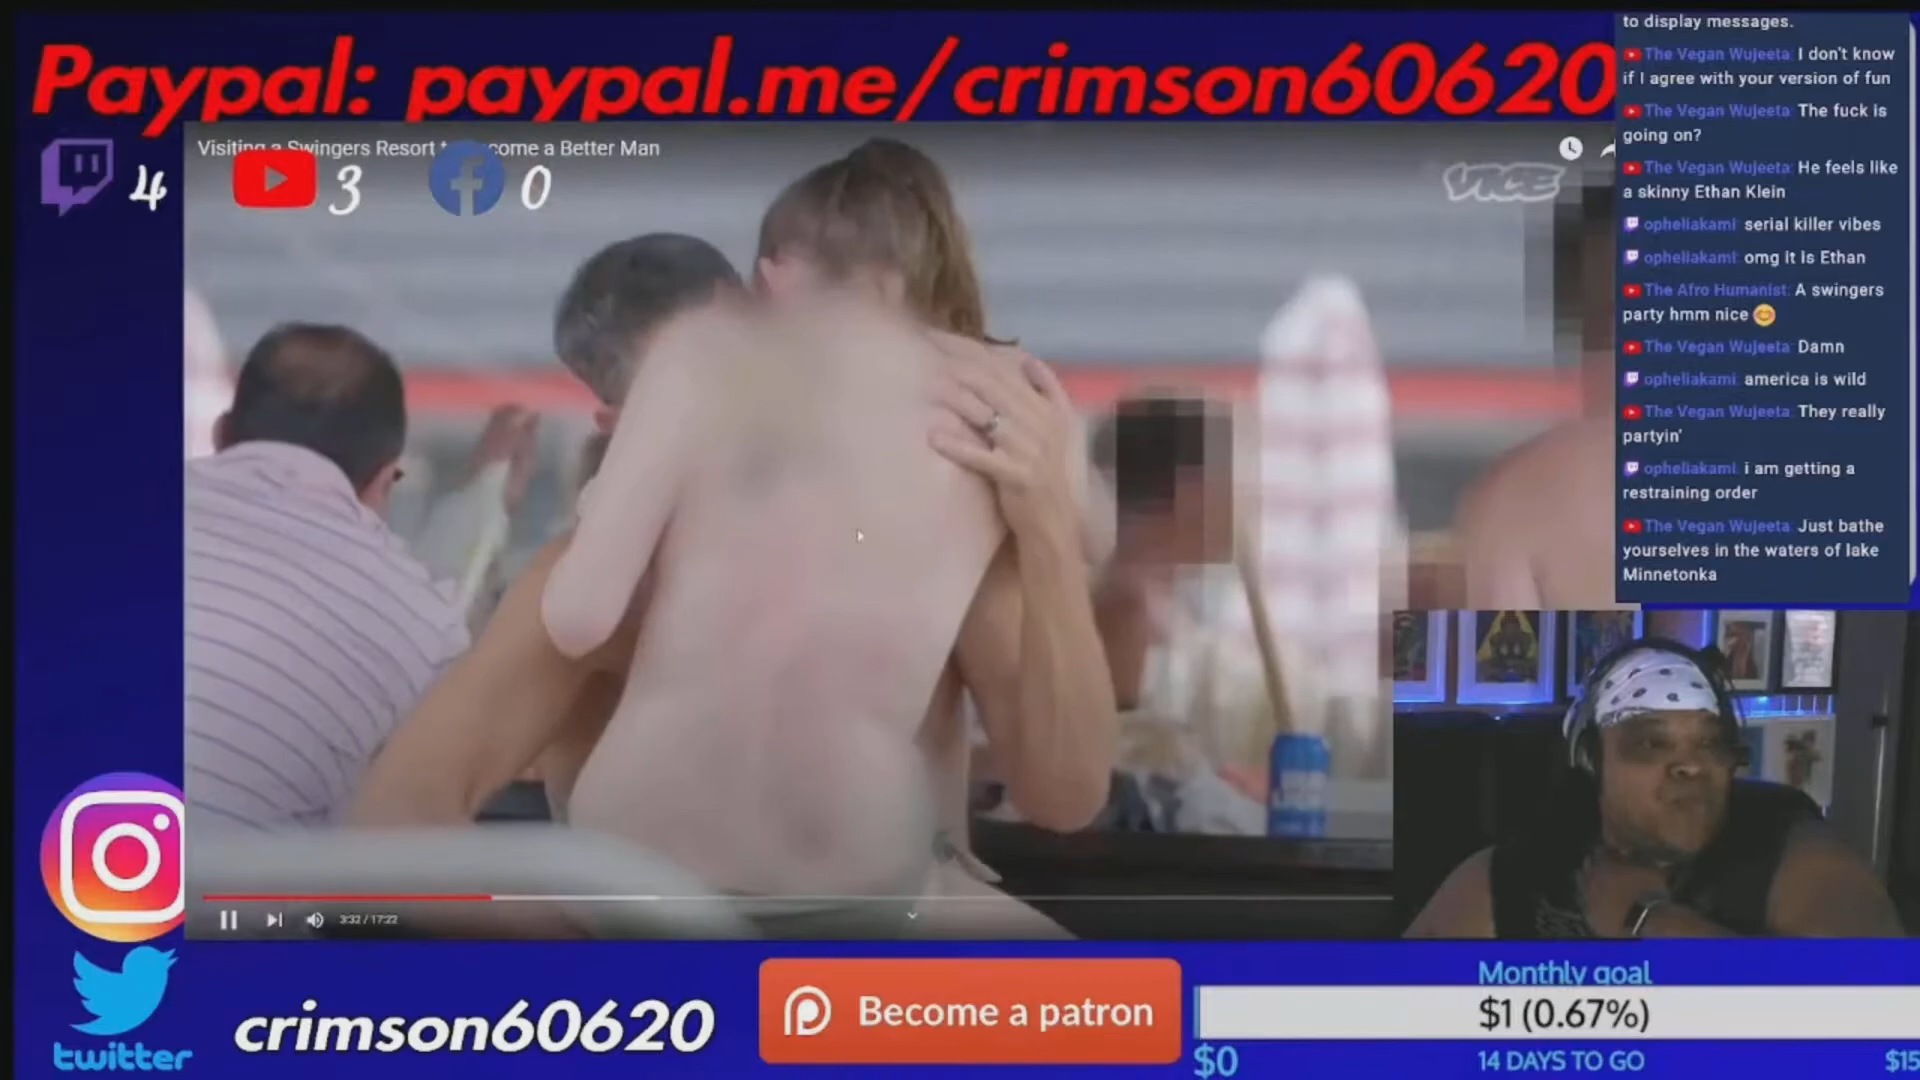 Paypal: paypal.me/crimson60620
to display messages.
The Vegan Wujeeta: I don't know
if I agree with your version of fun
The Vegan Wujeeta: The fuck is
going on?
The Vegan Wujeeta: He feels like
a skinny Ethan Klein
opheliakami: serial killer vibes
opheliakami: omg it is Ethan
The Afro Humanist: A swingers
party hmm nice
The Vegan Wujeeta: Damn
opheliakami: america is wild
The Vegan Wujeeta: They really
partyin'
opheliakami: i am getting a
restraining order
The Vegan Wujeeta: Just bathe
yourselves in the waters of lake
Minnetonka
Visiting a Swingers Resort
come a Better Man
VICE
4
3
0
3:32 / 17:22
twitter
crimson60620
Become a patron
Monthly goal
$1 (0.67%)
$0
14 DAYS TO GO
$15